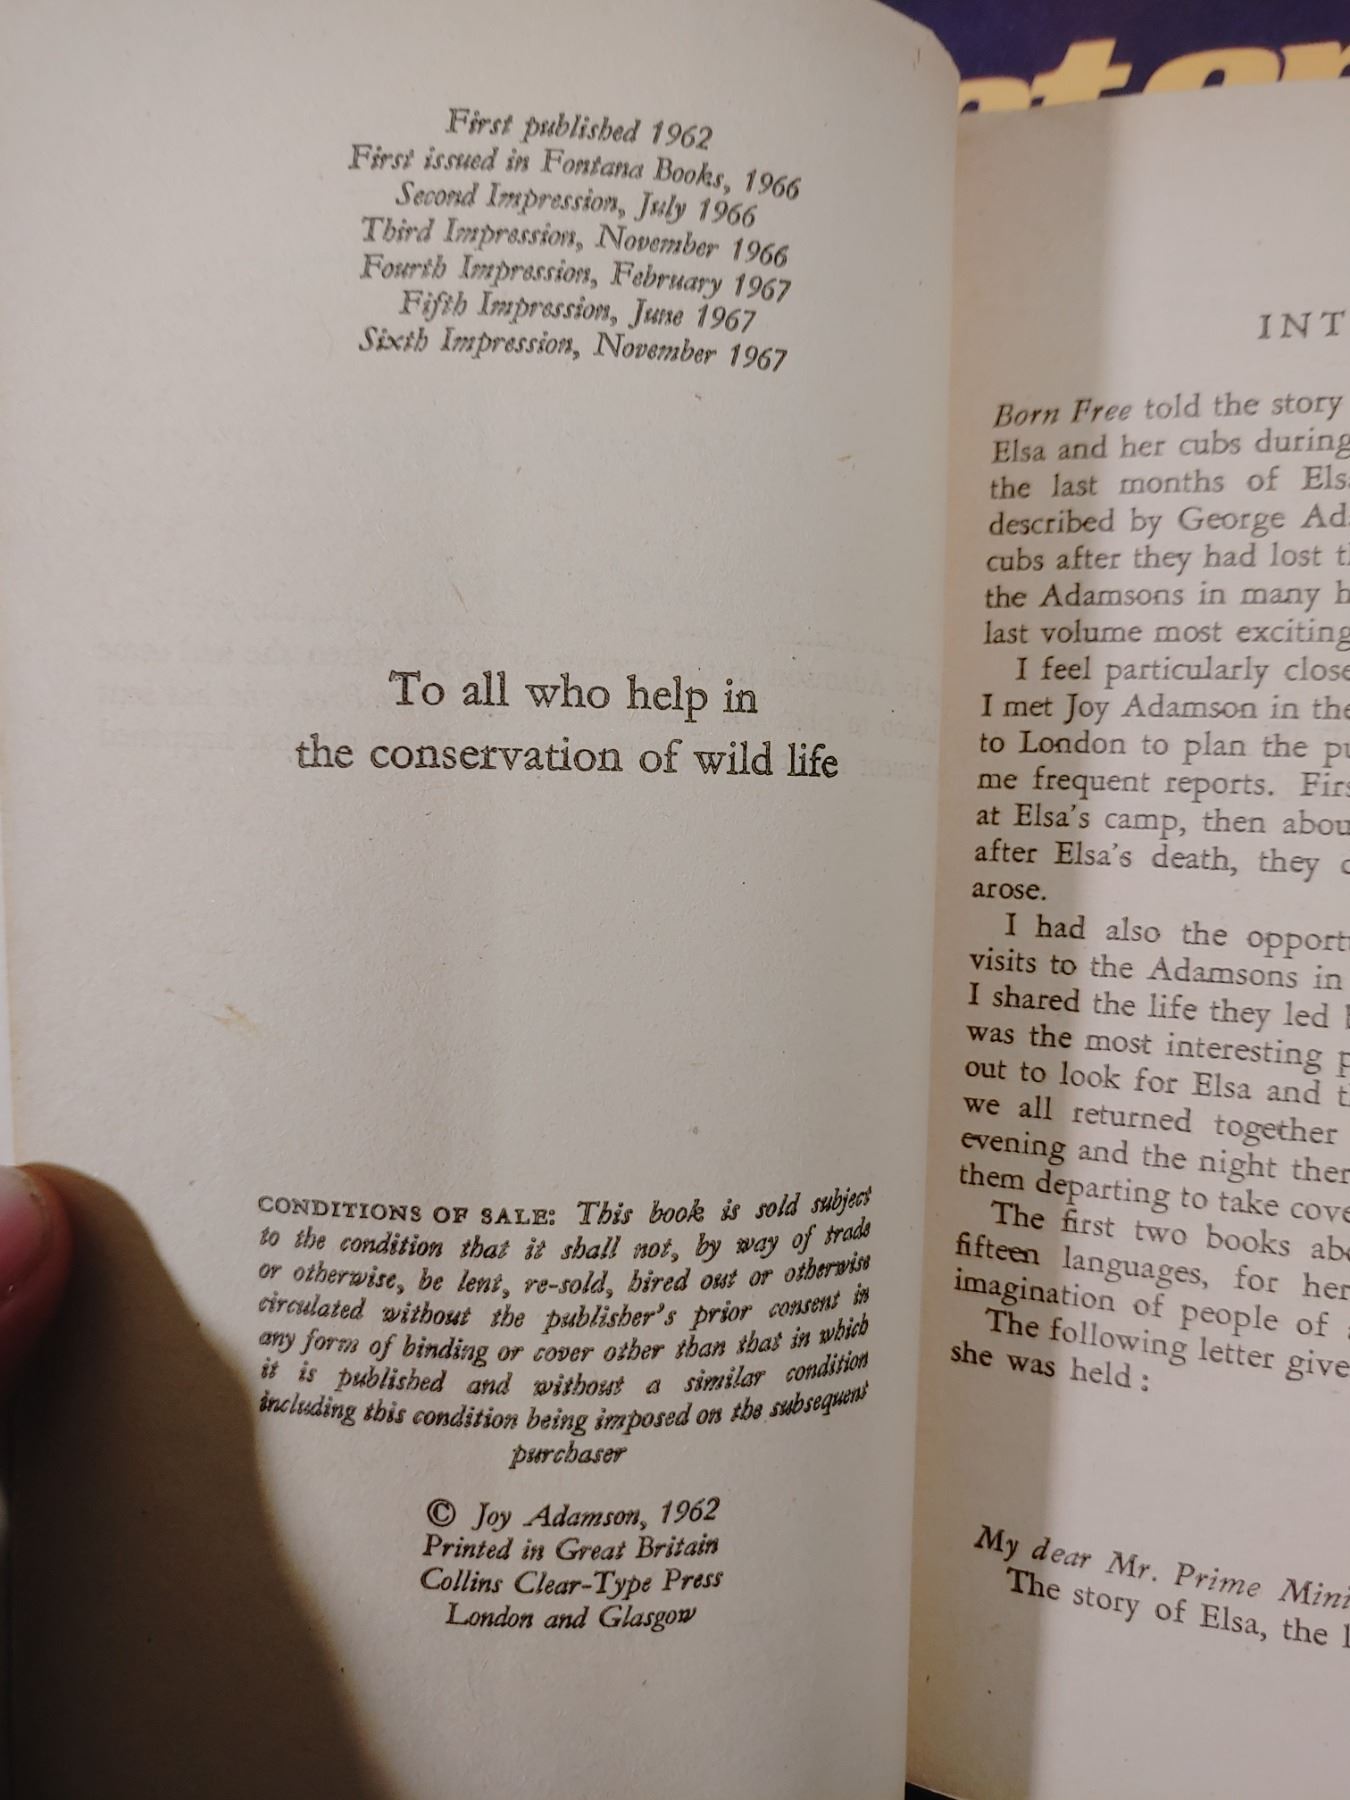 First published 1962
First issued in Fontana Books, 1966
Second Impression, July 1966
Third Impression, November 1966
Fourth Impression, February 1967
Fifth Impression, June 1967
Sixth Impression, November 1967
To all who help in
the conservation of wild life
CONDITIONS OF SALE: This book is sold subject
to the condition that it shall not, by way of trade
or otherwise, be lent, re-sold, hired out or otherwise
circulated without the publisher's prior consent in
any form of binding or cover other than that in which
it is published and without a similar condition
including this condition being imposed on the subsequent
purchaser
© Joy Adamson, 1962
Printed in Great Britain
Collins Clear-Type Press
London and Glasgow
INT
Born Free told the story
Elsa and her cubs during
the last months of Els
described by George Ad
cubs after they had lost t
the Adamsons in many h
last volume most exciting
I feel particularly close
I met Joy Adamson in the
to London to plan the pu
me frequent reports. Firs
at Elsa's camp, then abou
after Elsa's death, they
arose.
I had also the opport
visits to the Adamsons in
I shared the life they led
was the most interesting p
out to look for Elsa and t
we all returned together
evening and the night ther
them departing to take cove
The first two books abo
fifteen languages, for her
imagination of people of
The following letter give
she was held :
My dear Mr. Prime Mini
The story of Elsa, the l